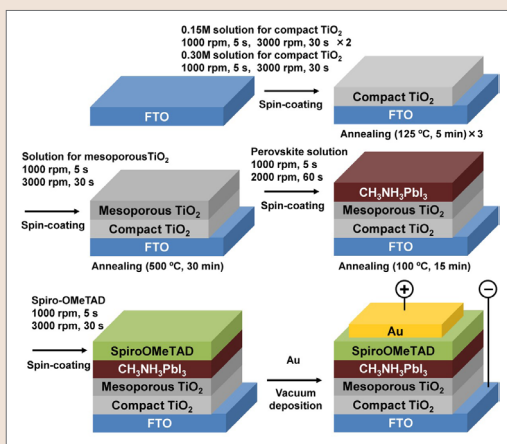 0.15M solution for compact TiO₂
1000 rpm, 5 s, 3000 rpm, 30 s ×2
0.30M solution for compact TiO₂
1000 rpm, 5 s, 3000 rpm, 30 s
Spin-coating
FTO
Compact TiO₂
FTO
Annealing (125 ºC, 5 min)×3
Solution for mesoporousTiO₂
1000 rpm, 5 s
3000 rpm, 30 s
Spin-coating
Mesoporous TiO₂
Compact TiO₂
FTO
Annealing (500 ºC, 30 min)
Perovskite solution
1000 rpm, 5 s
2000 rpm, 60 s
Spin-coating
CH₃NH₃PbI₃
Mesoporous TiO₂
Compact TiO₂
FTO
Annealing (100 ºC, 15 min)
Spiro-OMeTAD
1000 rpm, 5 s
3000 rpm, 30 s
Spin-coating
SpiroOMeTAD
CH₃NH₃PbI₃
Mesoporous TiO₂
Compact TiO₂
FTO
Au
Vacuum
deposition
+
−
Au
SpiroOMeTAD
CH₃NH₃PbI₃
Mesoporous TiO₂
Compact TiO₂
FTO